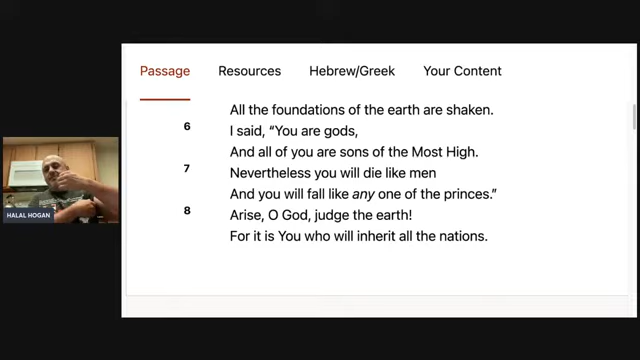 Passage Resources Hebrew/Greek Your Content
All the foundations of the earth are shaken.
6 I said, “You are gods,
And all of you are sons of the Most High.
7 Nevertheless you will die like men
And you will fall like any one of the princes.”
8 Arise, O God, judge the earth!
For it is You who will inherit all the nations.
HALAL HOGAN